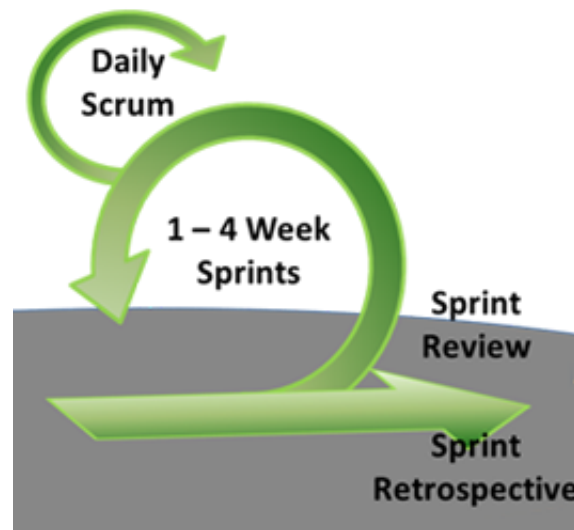 Daily
Scrum
1 – 4 Week
Sprints
Sprint
Review
Sprint
Retrospective